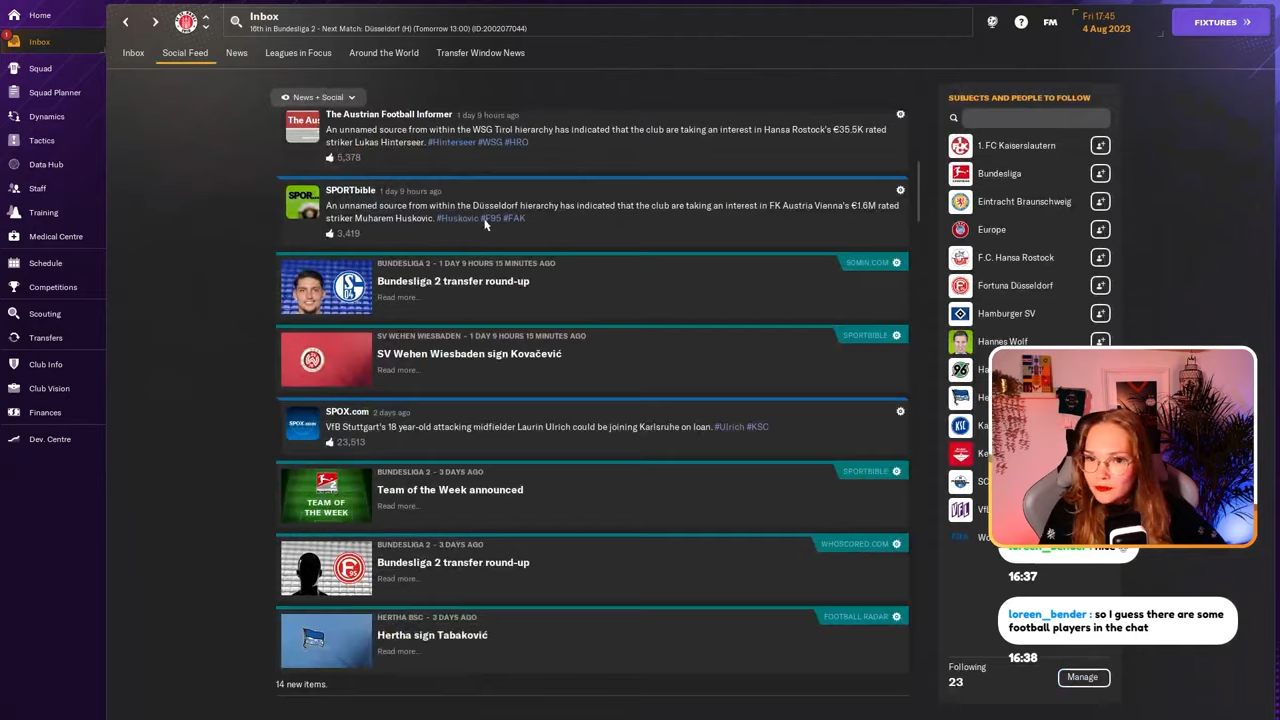 Home
Inbox
1
16th in Bundesliga 2 - Next Match: Düsseldorf (H) (Tomorrow 13:00) (ID:2002077044)
Fri 17:45
4 Aug 2023
FM
FIXTURES
Inbox
Squad
Squad Planner
Dynamics
Tactics
Data Hub
Staff
Training
Medical Centre
Schedule
Competitions
Scouting
Transfers
Club Info
Club Vision
Finances
Dev. Centre
Inbox
Social Feed
News
Leagues in Focus
Around the World
Transfer Window News
News + Social
The Austrian Football Informer 1 day 9 hours ago
An unnamed source from within the WSG Tirol hierarchy has indicated that the club are taking an interest in Hansa Rostock's €35.5K rated
striker Lukas Hinterseer. #Hinterseer #WSG #HRO
5,378
SPORTbible 1 day 9 hours ago
An unnamed source from within the Düsseldorf hierarchy has indicated that the club are taking an interest in FK Austria Vienna's €1.6M rated
striker Muharem Huskovic. #Huskovic #F95 #FAK
3,419
BUNDESLIGA 2 - 1 DAY 9 HOURS 15 MINUTES AGO
90MIN.COM
Bundesliga 2 transfer round-up
Read more...
SV WEHEN WIESBADEN - 1 DAY 9 HOURS 15 MINUTES AGO
SPORTBIBLE
SV Wehen Wiesbaden sign Kovačević
Read more...
SPOX.com 2 days ago
VfB Stuttgart's 18 year-old attacking midfielder Laurin Ulrich could be joining Karlsruhe on loan. #Ulrich #KSC
23,513
BUNDESLIGA 2 - 3 DAYS AGO
SPORTBIBLE
Team of the Week announced
Read more...
TEAM OF
THE WEEK
BUNDESLIGA 2 - 3 DAYS AGO
WHOSCORED.COM
Bundesliga 2 transfer round-up
Read more...
HERTHA BSC - 3 DAYS AGO
FOOTBALL RADAR
Hertha sign Tabaković
Read more...
14 new items.
SUBJECTS AND PEOPLE TO FOLLOW
1. FC Kaiserslautern
Bundesliga
Eintracht Braunschweig
Europe
F.C. Hansa Rostock
Fortuna Düsseldorf
Hamburger SV
Hannes Wolf
16:37
loreen_bender : so I guess there are some
football players in the chat
16:38
Following
23
Manage